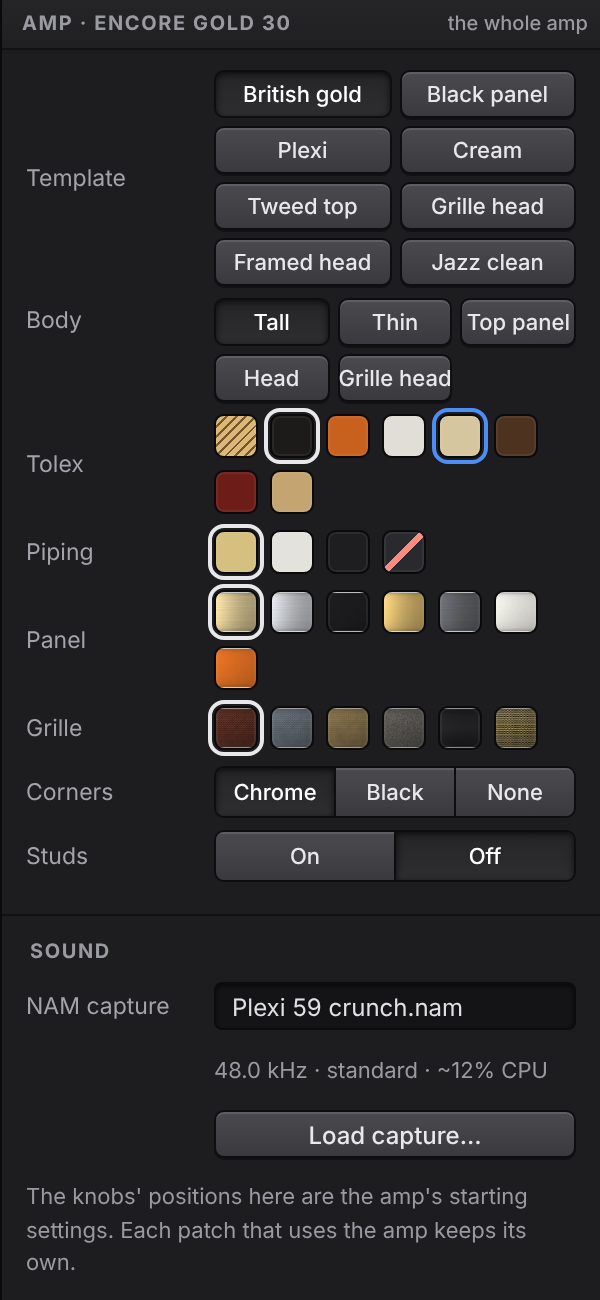 AMP · ENCORE GOLD 30
the whole amp
Template
British gold
Black panel
Plexi
Cream
Tweed top
Grille head
Framed head
Jazz clean
Body
Tall
Thin
Top panel
Head
Grille head
Tolex
Piping
Panel
Grille
Corners
Chrome
Black
None
Studs
On
Off
SOUND
NAM capture
Plexi 59 crunch.nam
48.0 kHz · standard · ~12% CPU
Load capture...
The knobs' positions here are the amp's starting
settings. Each patch that uses the amp keeps its
own.